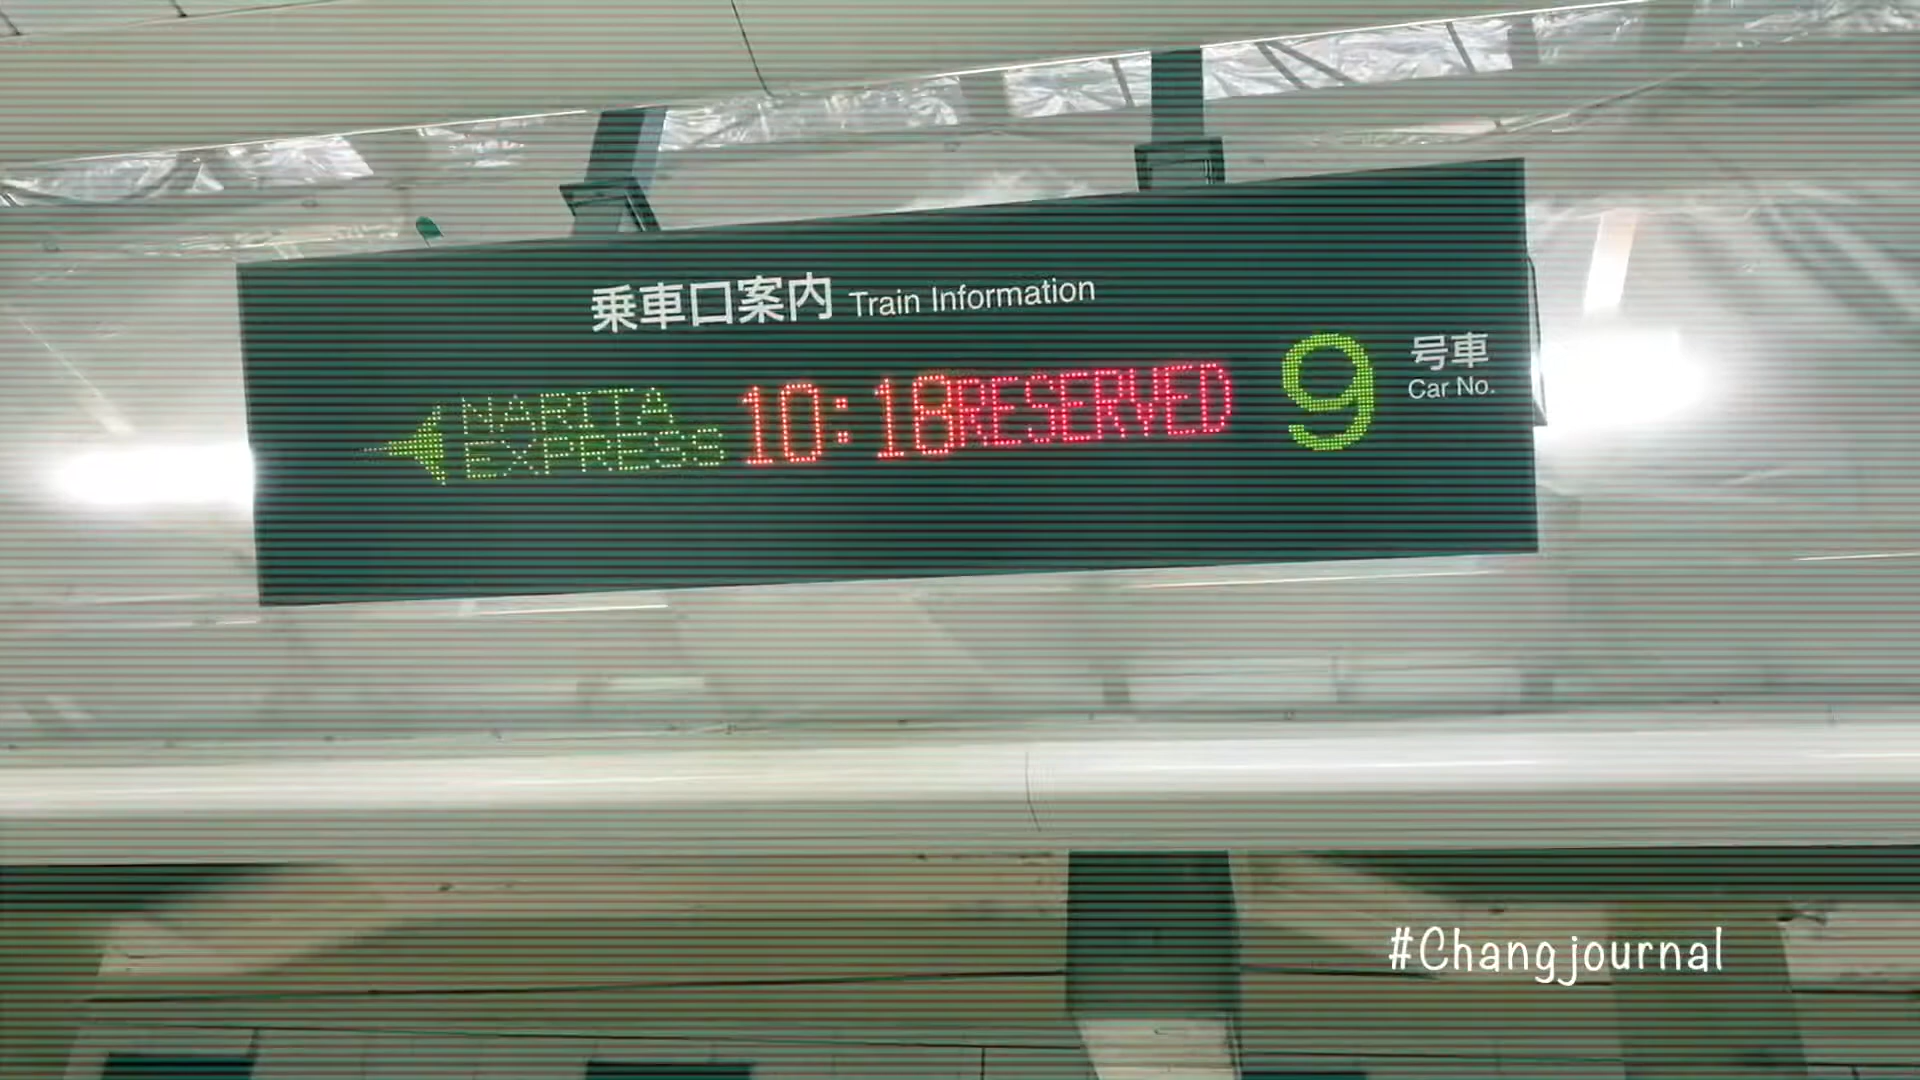 乗車口案内 Train Information
NARITA EXPRESS 10:18 RESERVED 9 号車
Car No.
#Changjournal